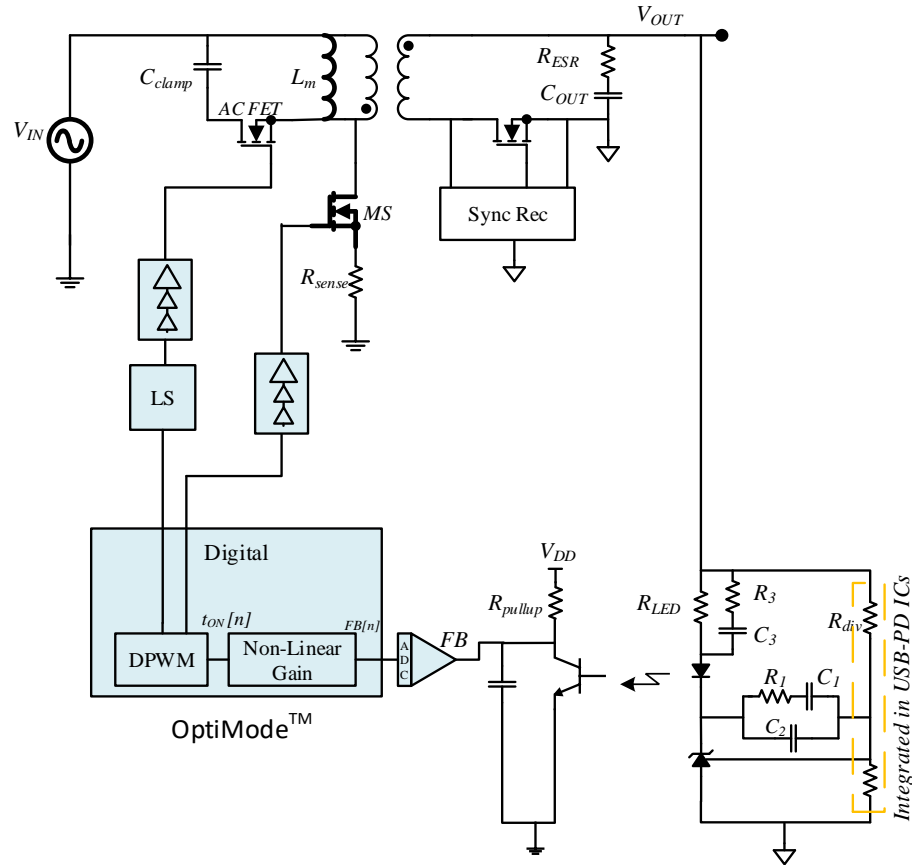 V_OUT
R_ESR
C_OUT
C_clamp
L_m
AC FET
V_IN
MS
Sync Rec
R_sense
LS
Digital
V_DD
R_pullup
R_LED
R_3
C_3
R_div
t_ON[n]
FB[n]
FB
ADC
DPWM
Non-Linear
Gain
R_1
C_1
C_2
OptiMode™
Integrated in USB-PD ICs